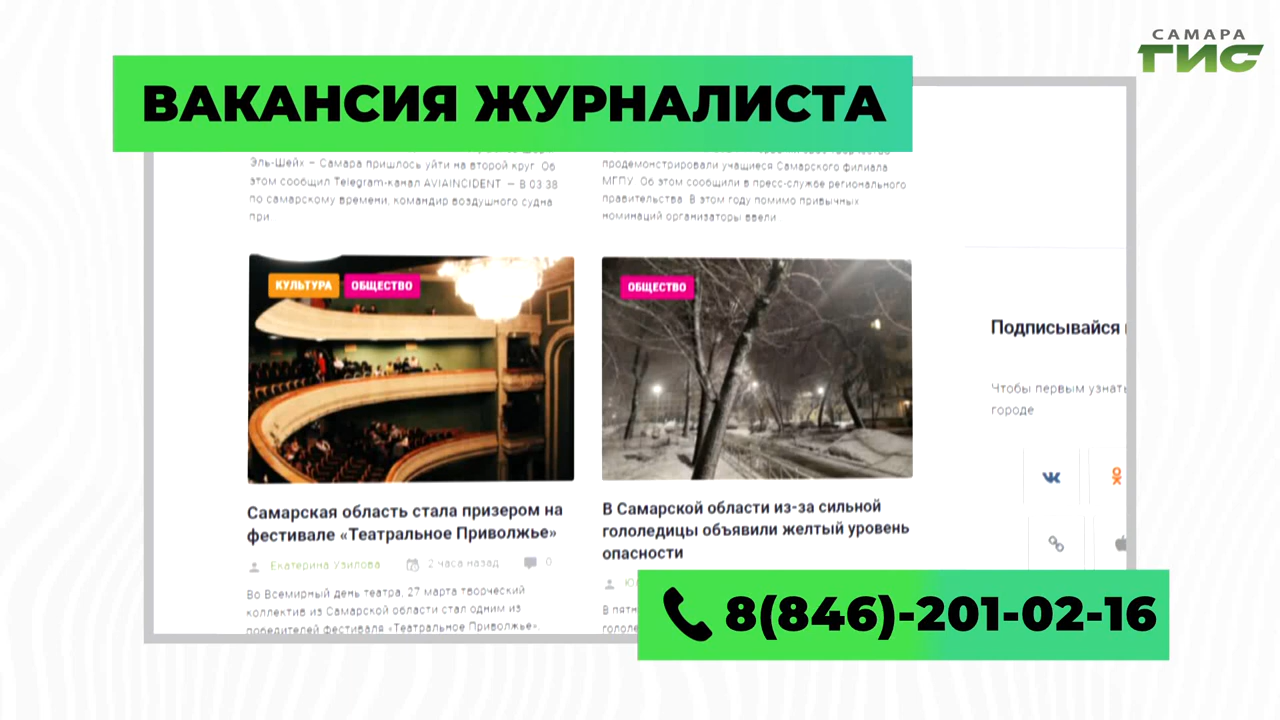 САМАРА
ГИС
ВАКАНСИЯ ЖУРНАЛИСТА
Эль-Шейх – Самара пришлось уйти на второй круг Об
этом сообщил Telegram-канал AVIAINCIDENT – В 03 38
по самарскому времени, командир воздушного судна
при
продемонстрировали учащиеся Самарского филиала
МГПУ Об этом сообщили в пресс-службе регионального
правительства В этом году помимо привычных
номинаций организаторы ввели
КУЛЬТУРА ОБЩЕСТВО
ОБЩЕСТВО
Самарская область стала призером на
фестивале «Театральное Приволжье»
Екатерина Узилова 2 часа назад 0
Во Всемирный день театра, 27 марта творческий
коллектив из Самарской области стал одним из
победителей фестиваля «Театральное Приволжье».
В Самарской области из-за сильной
гололедицы объявили желтый уровень
опасности
Подписывайся
Чтобы первым узнать
городе
8(846)-201-02-16